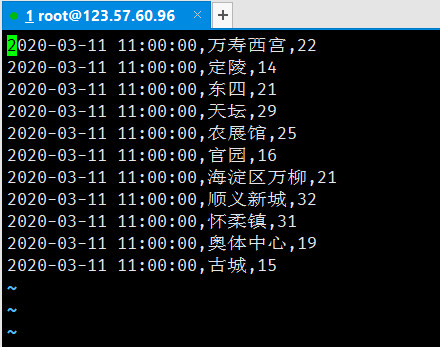 1 root@123.57.60.96 × +
2020-03-11 11:00:00,万寿西宫,22
2020-03-11 11:00:00,定陵,14
2020-03-11 11:00:00,东四,21
2020-03-11 11:00:00,天坛,29
2020-03-11 11:00:00,农展馆,25
2020-03-11 11:00:00,官园,16
2020-03-11 11:00:00,海淀区万柳,21
2020-03-11 11:00:00,顺义新城,32
2020-03-11 11:00:00,怀柔镇,31
2020-03-11 11:00:00,奥体中心,19
2020-03-11 11:00:00,古城,15
~
~
~